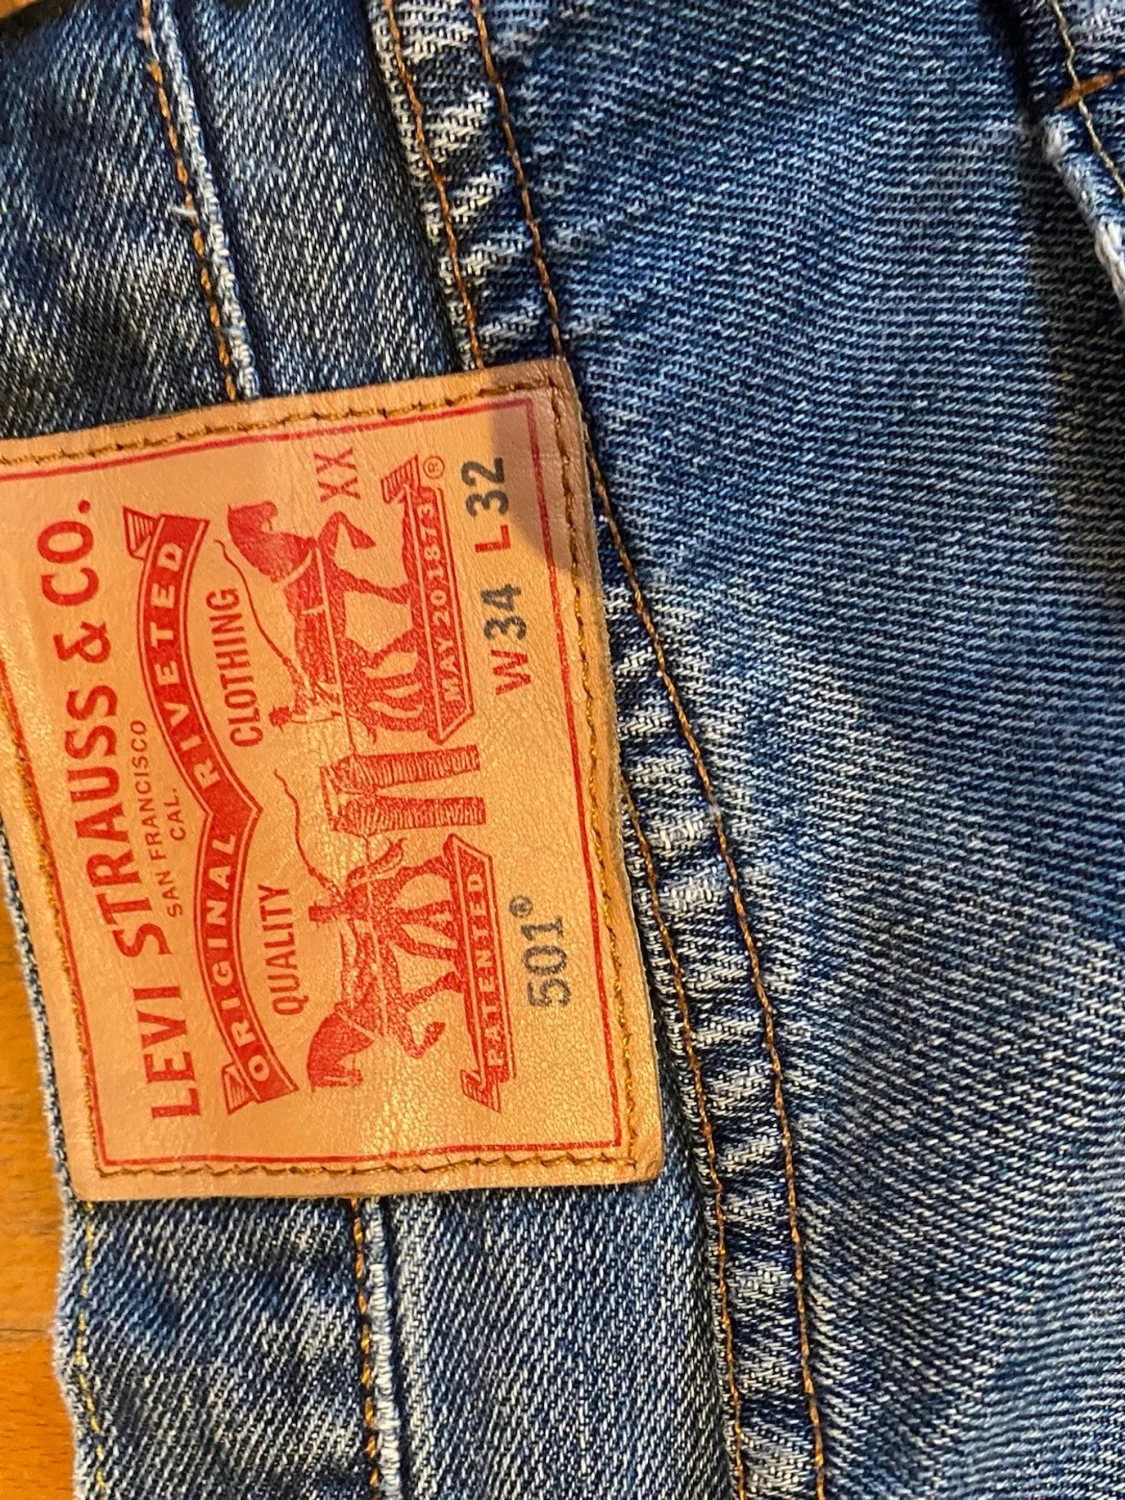 LEVI STRAUSS & CO.
SAN FRANCISCO
CAL.
ORIGINAL RIVETED
QUALITY CLOTHING
XX
PATENTED MAY 20 1873 ®
501® W34 L32